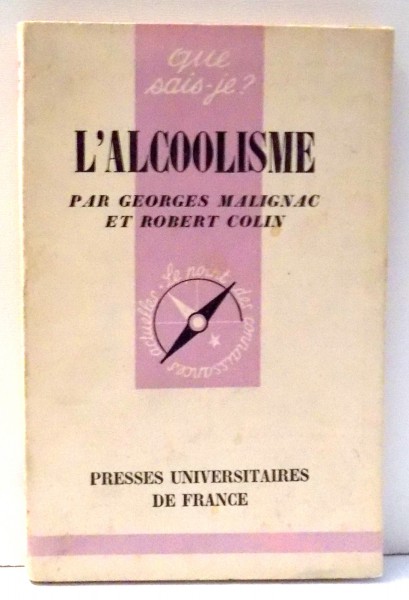 que
sais-je?
L'ALCOOLISME
PAR GEORGES MALIGNAC
ET ROBERT COLIN
Le point des connaissances actuelles
PRESSES UNIVERSITAIRES
DE FRANCE